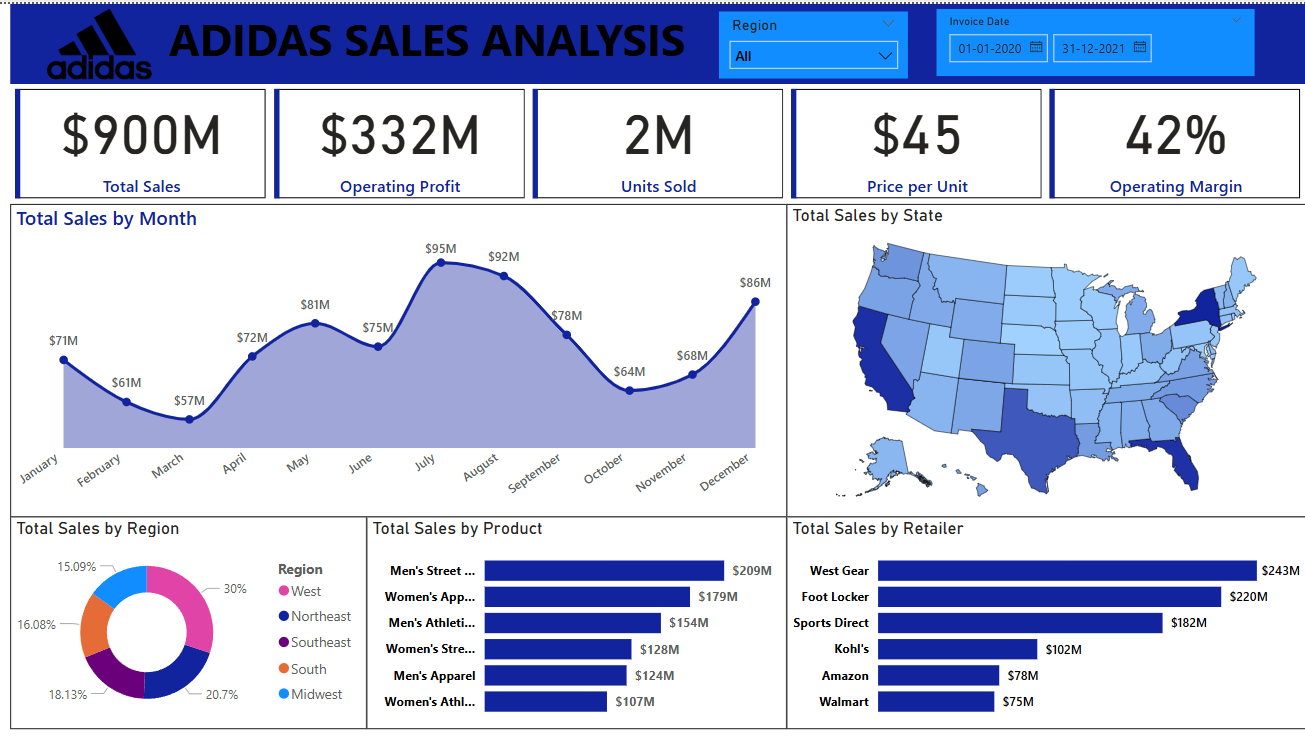 adidas
ADIDAS SALES ANALYSIS
Region
All
Invoice Date
01-01-2020
31-12-2021
$900M
Total Sales
$332M
Operating Profit
2M
Units Sold
$45
Price per Unit
42%
Operating Margin
Total Sales by Month
$71M
$61M
$57M
$72M
$81M
$75M
$95M
$92M
$78M
$64M
$68M
$86M
January
February
March
April
May
June
July
August
September
October
November
December
Total Sales by State
Total Sales by Region
15.09%
30%
16.08%
18.13%
20.7%
Region
West
Northeast
Southeast
South
Midwest
Total Sales by Product
Men's Street ... $209M
Women's App... $179M
Men's Athleti... $154M
Women's Stre... $128M
Men's Apparel $124M
Women's Athl... $107M
Total Sales by Retailer
West Gear $243M
Foot Locker $220M
Sports Direct $182M
Kohl's $102M
Amazon $78M
Walmart $75M